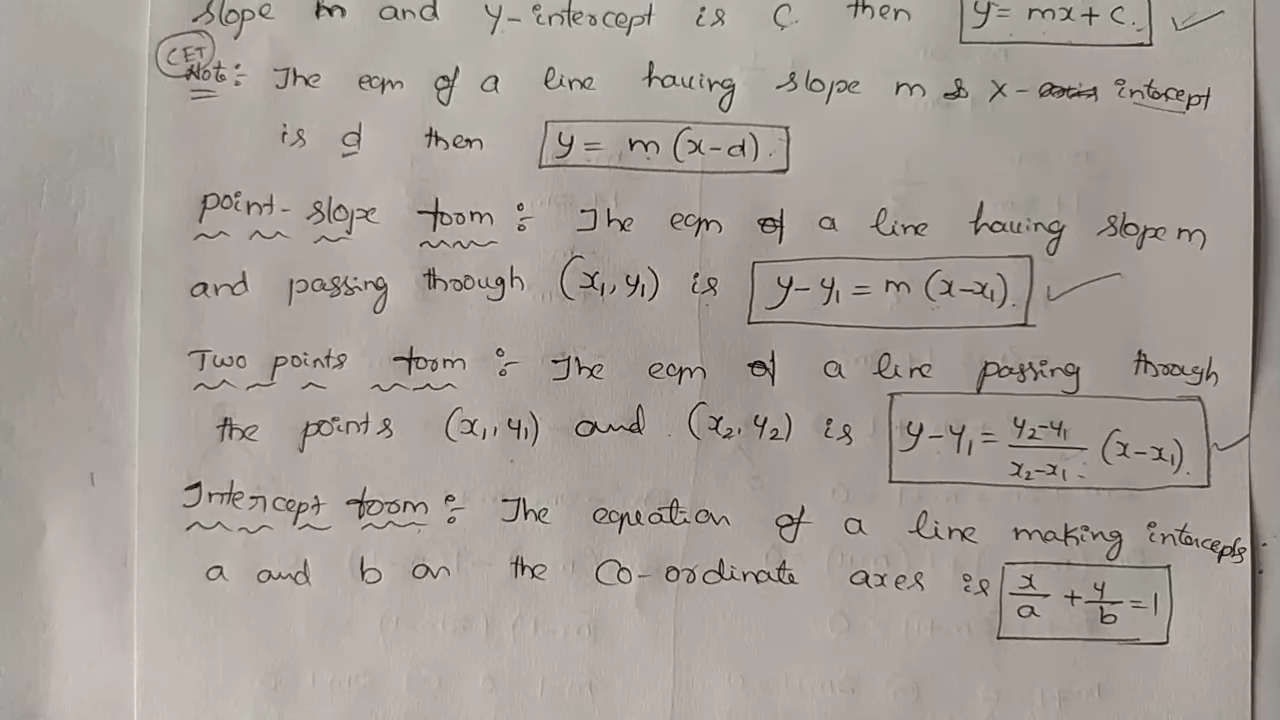 slope m and y-intercept is c. then y = mx + c.
CET
Note:- The eqn of a line having slope m & x- axis intercept
is d then y = m (x-d).
point-slope form :- The eqn of a line having slope m
and passing through (x₁, y₁) is y-y₁ = m (x-x₁).
Two points form :- The eqn of a line passing through
the points (x₁, y₁) and (x₂, y₂) is y-y₁ = y₂-y₁/x₂-x₁ (x-x₁).
Intercept form :- The equation of a line making intercepts
a and b on the co-ordinate axes is x/a + y/b = 1